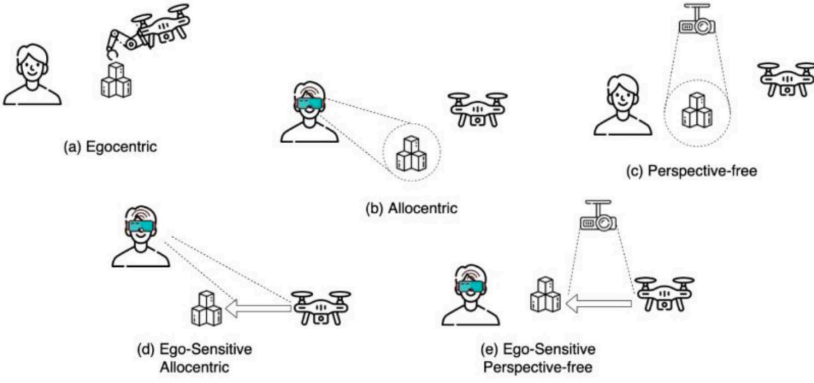 (a) Egocentric
(b) Allocentric
(c) Perspective-free
(d) Ego-Sensitive
Allocentric
(e) Ego-Sensitive
Perspective-free